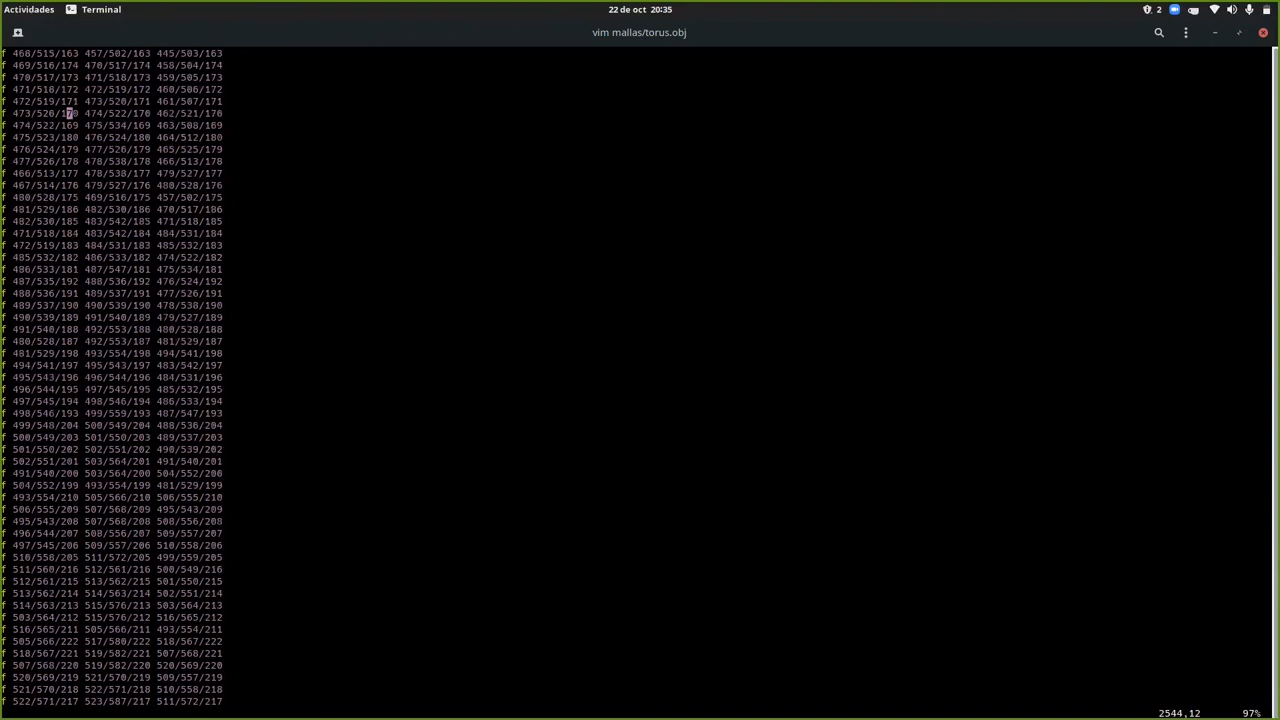 Actividades
Terminal
22 de oct 20:35
2
vim mallas/torus.obj
f 468/515/163 457/502/163 445/503/163
f 469/516/174 470/517/174 458/504/174
f 470/517/173 471/518/173 459/505/173
f 471/518/172 472/519/172 460/506/172
f 472/519/171 473/520/171 461/507/171
f 473/520/170 474/522/170 462/521/170
f 474/522/169 475/534/169 463/508/169
f 475/523/180 476/524/180 464/512/180
f 476/524/179 477/526/179 465/525/179
f 477/526/178 478/538/178 466/513/178
f 466/513/177 478/538/177 479/527/177
f 467/514/176 479/527/176 480/528/176
f 480/528/175 469/516/175 457/502/175
f 481/529/186 482/530/186 470/517/186
f 482/530/185 483/542/185 471/518/185
f 471/518/184 483/542/184 484/531/184
f 472/519/183 484/531/183 485/532/183
f 485/532/182 486/533/182 474/522/182
f 486/533/181 487/547/181 475/534/181
f 487/535/192 488/536/192 476/524/192
f 488/536/191 489/537/191 477/526/191
f 489/537/190 490/539/190 478/538/190
f 490/539/189 491/540/189 479/527/189
f 491/540/188 492/553/188 480/528/188
f 480/528/187 492/553/187 481/529/187
f 481/529/198 493/554/198 494/541/198
f 494/541/197 495/543/197 483/542/197
f 495/543/196 496/544/196 484/531/196
f 496/544/195 497/545/195 485/532/195
f 497/545/194 498/546/194 486/533/194
f 498/546/193 499/559/193 487/547/193
f 499/548/204 500/549/204 488/536/204
f 500/549/203 501/550/203 489/537/203
f 501/550/202 502/551/202 490/539/202
f 502/551/201 503/564/201 491/540/201
f 491/540/200 503/564/200 504/552/200
f 504/552/199 493/554/199 481/529/199
f 493/554/210 505/566/210 506/555/210
f 506/555/209 507/568/209 495/543/209
f 495/543/208 507/568/208 508/556/208
f 496/544/207 508/556/207 509/557/207
f 497/545/206 509/557/206 510/558/206
f 510/558/205 511/572/205 499/559/205
f 511/560/216 512/561/216 500/549/216
f 512/561/215 513/562/215 501/550/215
f 513/562/214 514/563/214 502/551/214
f 514/563/213 515/576/213 503/564/213
f 503/564/212 515/576/212 516/565/212
f 516/565/211 505/566/211 493/554/211
f 505/566/222 517/580/222 518/567/222
f 518/567/221 519/582/221 507/568/221
f 507/568/220 519/582/220 520/569/220
f 520/569/219 521/570/219 509/557/219
f 521/570/218 522/571/218 510/558/218
f 522/571/217 523/587/217 511/572/217
2544,12 97%